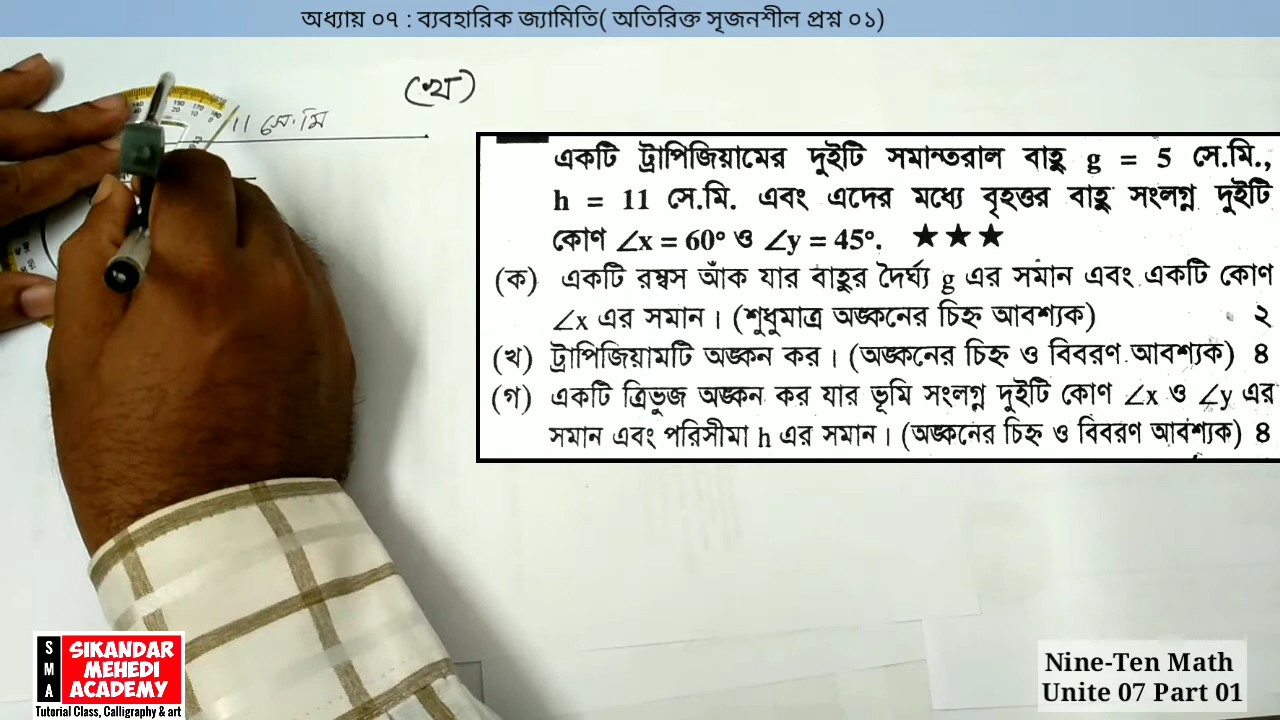 অধ্যায় ০৭ : ব্যবহারিক জ্যামিতি( অতিরিক্ত সৃজনশীল প্রশ্ন ০১)
(খ)
11 সে.মি
একটি ট্রাপিজিয়ামের দুইটি সমান্তরাল বাহু g = 5 সে.মি.,
h = 11 সে.মি. এবং এদের মধ্যে বৃহত্তর বাহু সংলগ্ন দুইটি
কোণ ∠x = 60° ও ∠y = 45°. ★★★
(ক) একটি রম্বস আঁক যার বাহুর দৈর্ঘ্য g এর সমান এবং একটি কোণ
∠x এর সমান। (শুধুমাত্র অঙ্কনের চিহ্ন আবশ্যক) ২
(খ) ট্রাপিজিয়ামটি অঙ্কন কর। (অঙ্কনের চিহ্ন ও বিবরণ আবশ্যক) ৪
(গ) একটি ত্রিভুজ অঙ্কন কর যার ভূমি সংলগ্ন দুইটি কোণ ∠x ও ∠y এর
সমান এবং পরিসীমা h এর সমান। (অঙ্কনের চিহ্ন ও বিবরণ আবশ্যক) ৪
SMA
SIKANDAR
MEHEDI
ACADEMY
Tutorial Class, Calligraphy & art
Nine-Ten Math
Unite 07 Part 01